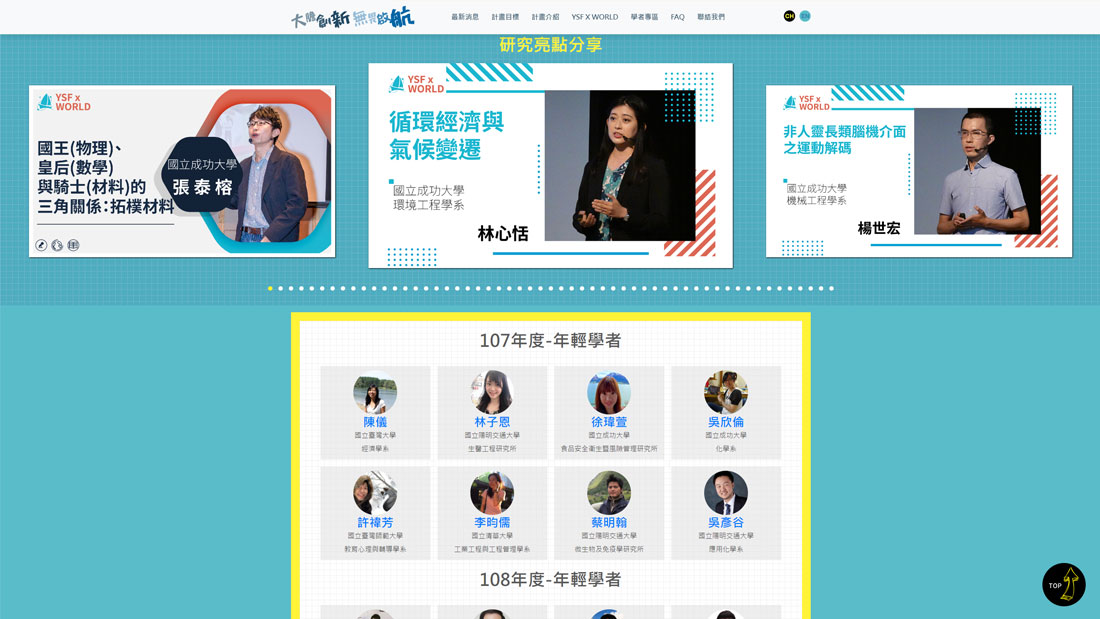 大膽創新 無畏啟航
最新消息 計畫目標 計畫介紹 YSF X WORLD 學者專區 FAQ 聯絡我們
CH EN
研究亮點分享
YSF x
WORLD
國王(物理)、
皇后(數學)
與騎士(材料)的
三角關係:拓樸材料
國立成功大學
張泰榕
YSF x
WORLD
循環經濟與
氣候變遷
國立成功大學
環境工程學系
林心恬
YSF x
WORLD
非人靈長類腦機介面
之運動解碼
國立成功大學
機械工程學系
楊世宏
107年度-年輕學者
陳儀
國立臺灣大學
經濟學系
林子恩
國立陽明交通大學
生醫工程研究所
徐瑋萱
國立成功大學
食品安全衛生暨風險管理研究所
吳欣倫
國立成功大學
化學系
許禕芳
國立臺灣師範大學
教育心理與輔導學系
李昀儒
國立清華大學
工業工程與工程管理學系
蔡明翰
國立陽明交通大學
微生物及免疫學研究所
吳彥谷
國立陽明交通大學
應用化學系
108年度-年輕學者
TOP